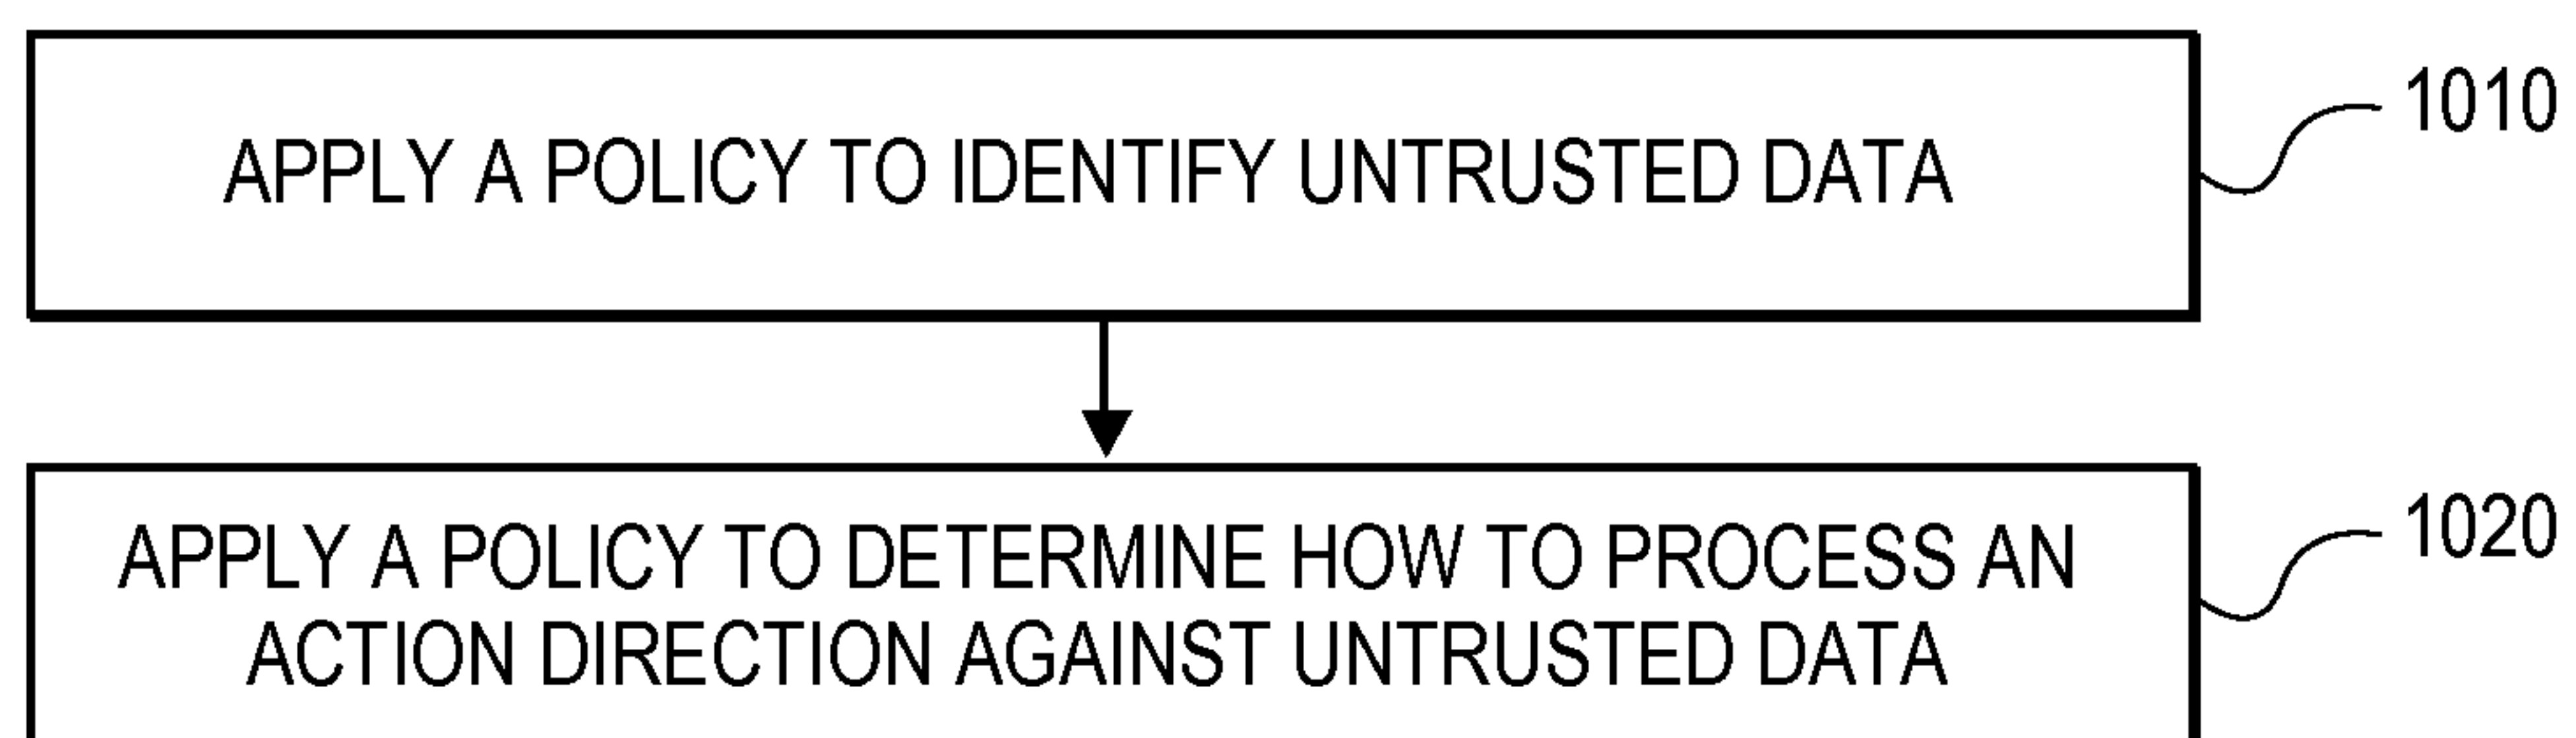 APPLY A POLICY TO IDENTIFY UNTRUSTED DATA
1010
APPLY A POLICY TO DETERMINE HOW TO PROCESS AN
ACTION DIRECTION AGAINST UNTRUSTED DATA
1020